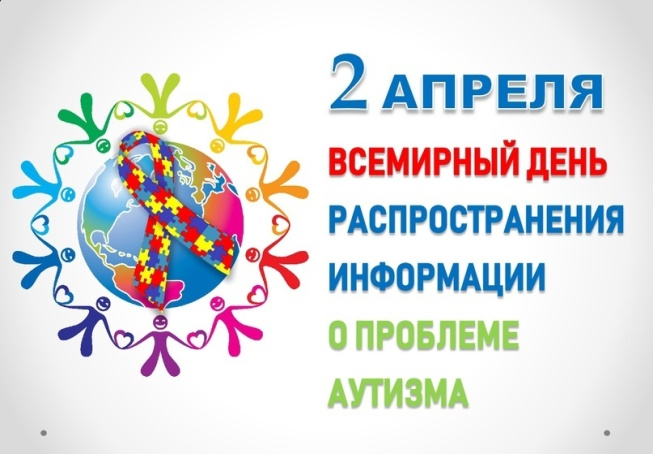 2 АПРЕЛЯ
ВСЕМИРНЫЙ ДЕНЬ
РАСПРОСТРАНЕНИЯ
ИНФОРМАЦИИ
О ПРОБЛЕМЕ
АУТИЗМА